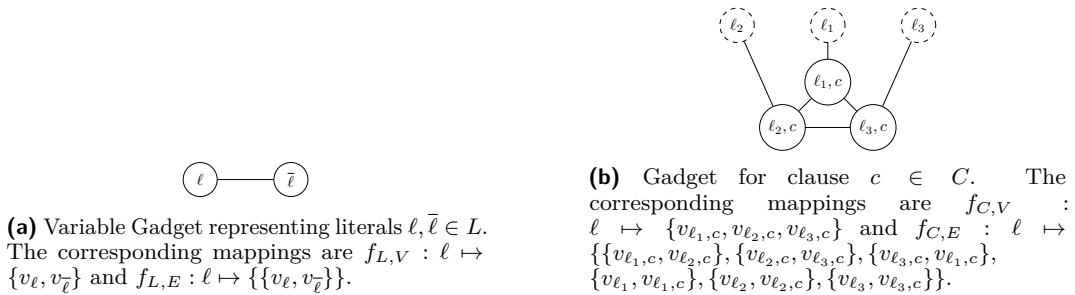 ℓ ℓ̅
(a) Variable Gadget representing literals ℓ, ℓ̅ ∈ L.
The corresponding mappings are f_{L,V} : ℓ ↦
{v_ℓ, v_ℓ̅} and f_{L,E} : ℓ ↦ {{v_ℓ, v_ℓ̅}}.
ℓ₂ ℓ₁ ℓ₃
ℓ₁, c
ℓ₂, c ℓ₃, c
(b) Gadget for clause c ∈ C. The
corresponding mappings are f_{C,V} :
ℓ ↦ {v_{ℓ₁,c}, v_{ℓ₂,c}, v_{ℓ₃,c}} and f_{C,E} : ℓ ↦
{{v_{ℓ₁,c}, v_{ℓ₂,c}}, {v_{ℓ₂,c}, v_{ℓ₃,c}}, {v_{ℓ₃,c}, v_{ℓ₁,c}},
{v_{ℓ₁}, v_{ℓ₁,c}}, {v_{ℓ₂}, v_{ℓ₂,c}}, {v_{ℓ₃}, v_{ℓ₃,c}}}.